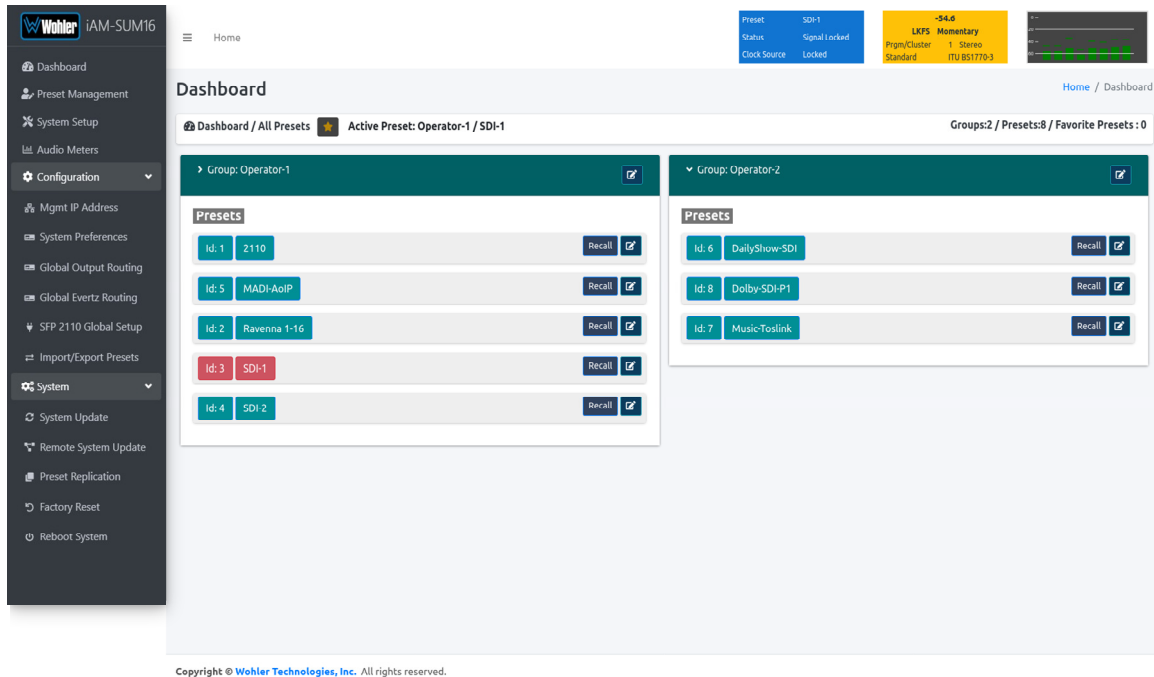 Wohler iAM-SUM16
Dashboard
Preset Management
System Setup
Audio Meters
Configuration
Mgmt IP Address
System Preferences
Global Output Routing
Global Evertz Routing
SFP 2110 Global Setup
Import/Export Presets
System
System Update
Remote System Update
Preset Replication
Factory Reset
Reboot System
Home
Preset SDI-1
Status Signal Locked
Clock Source Locked
-54.6
LKFS Momentary
Prgm/Cluster 1 Stereo
Standard ITU BS1770-3
Dashboard
Home / Dashboard
Dashboard / All Presets Active Preset: Operator-1 / SDI-1
Groups:2 / Presets:8 / Favorite Presets : 0
Group: Operator-1
Presets
Id: 1 2110 Recall
Id: 5 MADI-AoIP Recall
Id: 2 Ravenna 1-16 Recall
Id: 3 SDI-1 Recall
Id: 4 SDI-2 Recall
Group: Operator-2
Presets
Id: 6 DailyShow-SDI Recall
Id: 8 Dolby-SDI-P1 Recall
Id: 7 Music-Toslink Recall
Copyright © Wohler Technologies, Inc. All rights reserved.